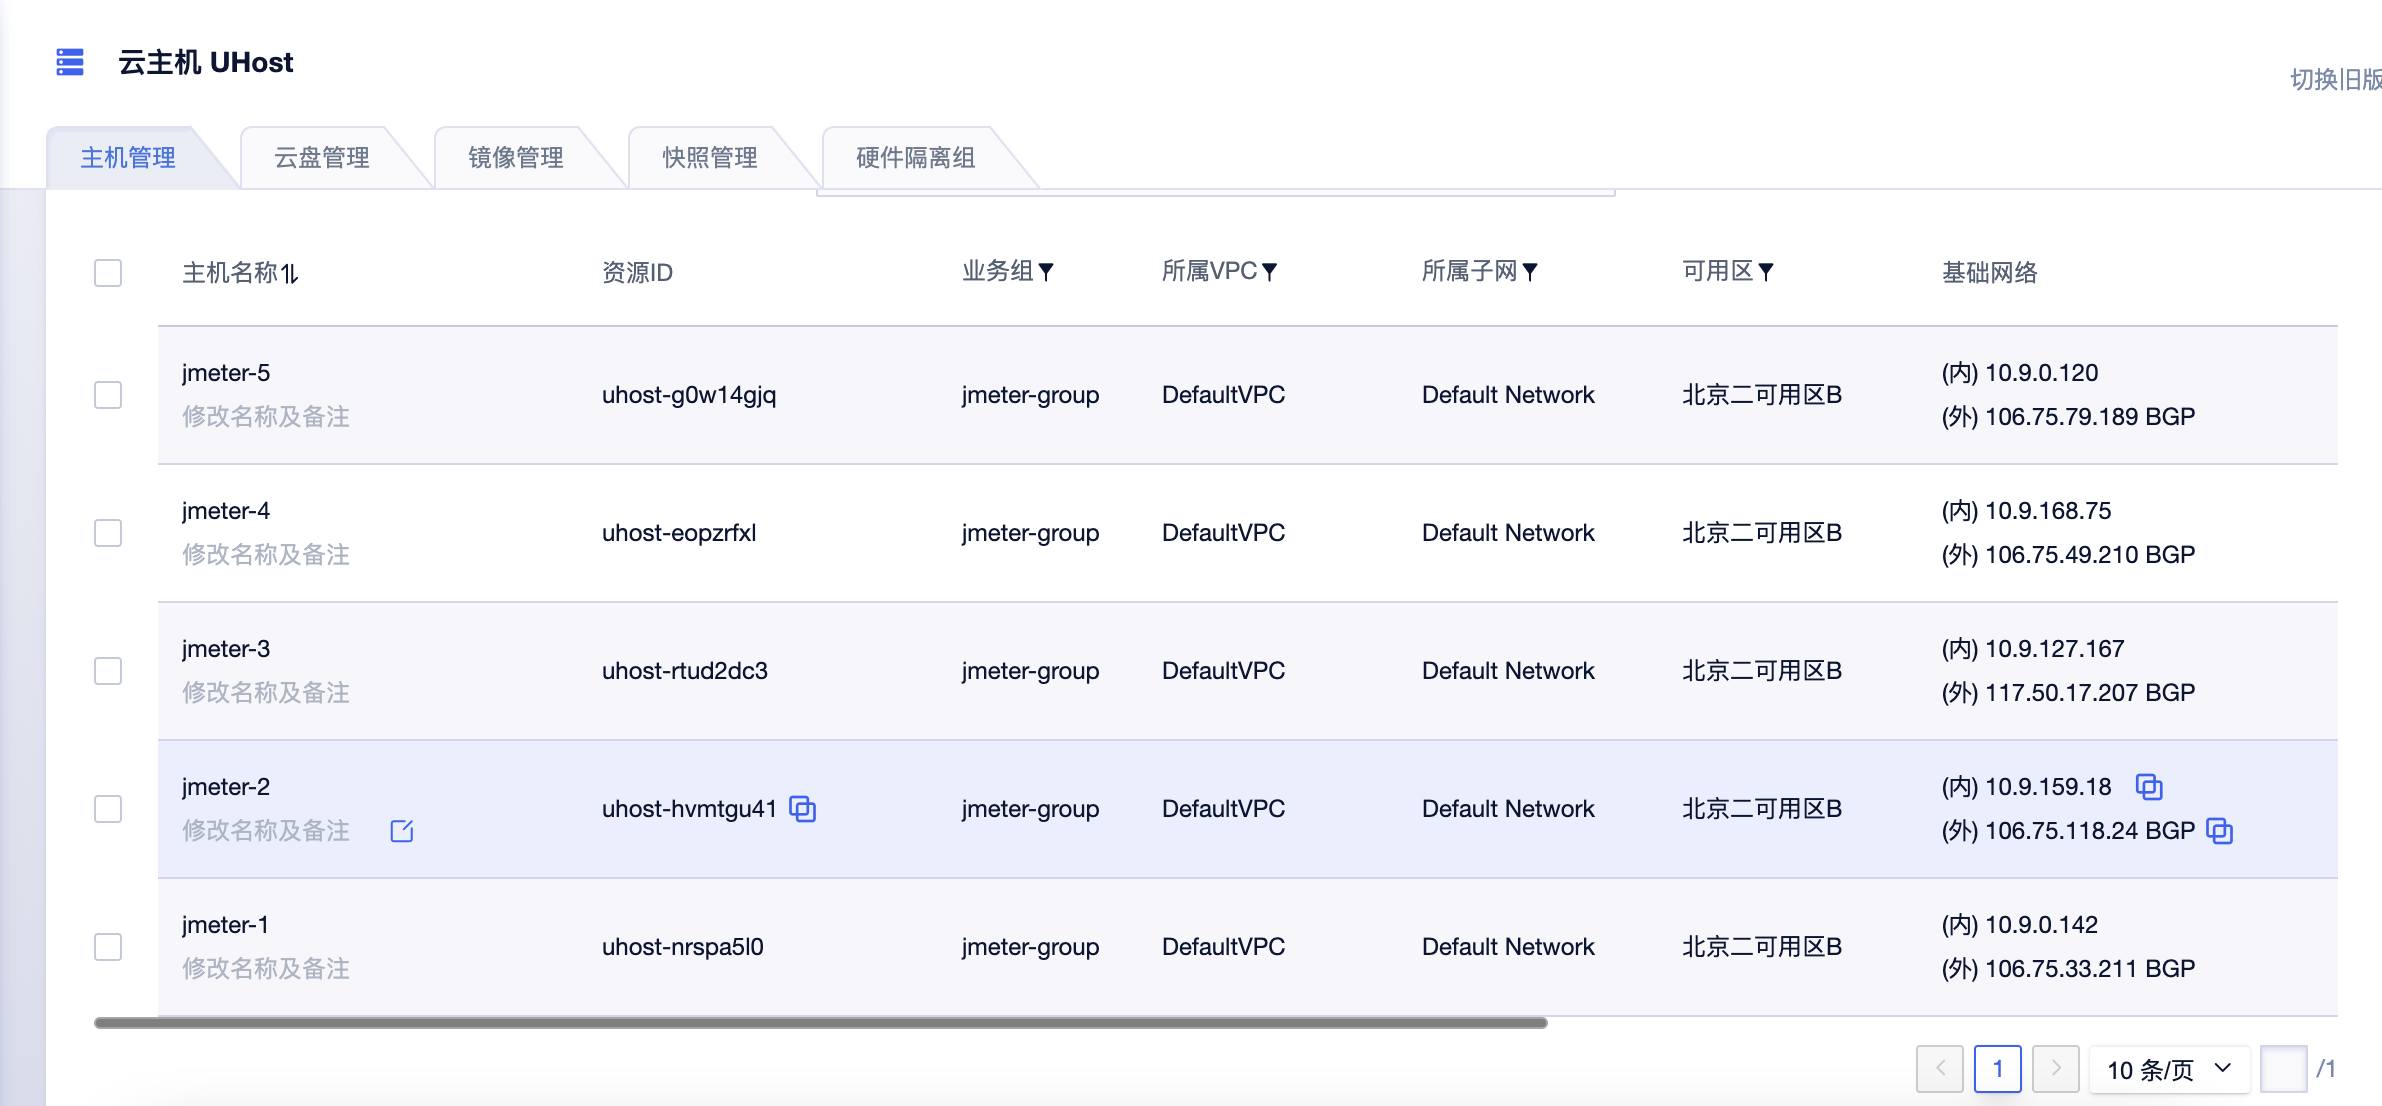 云主机 UHost
切换旧版
主机管理 云盘管理 镜像管理 快照管理 硬件隔离组
主机名称 资源ID 业务组 所属VPC 所属子网 可用区 基础网络
jmeter-5
修改名称及备注
uhost-g0w14gjq jmeter-group DefaultVPC Default Network 北京二可用区B
(内) 10.9.0.120
(外) 106.75.79.189 BGP
jmeter-4
修改名称及备注
uhost-eopzrfxl jmeter-group DefaultVPC Default Network 北京二可用区B
(内) 10.9.168.75
(外) 106.75.49.210 BGP
jmeter-3
修改名称及备注
uhost-rtud2dc3 jmeter-group DefaultVPC Default Network 北京二可用区B
(内) 10.9.127.167
(外) 117.50.17.207 BGP
jmeter-2
修改名称及备注
uhost-hvmtgu41 jmeter-group DefaultVPC Default Network 北京二可用区B
(内) 10.9.159.18
(外) 106.75.118.24 BGP
jmeter-1
修改名称及备注
uhost-nrspa5l0 jmeter-group DefaultVPC Default Network 北京二可用区B
(内) 10.9.0.142
(外) 106.75.33.211 BGP
1 10 条/页 /1